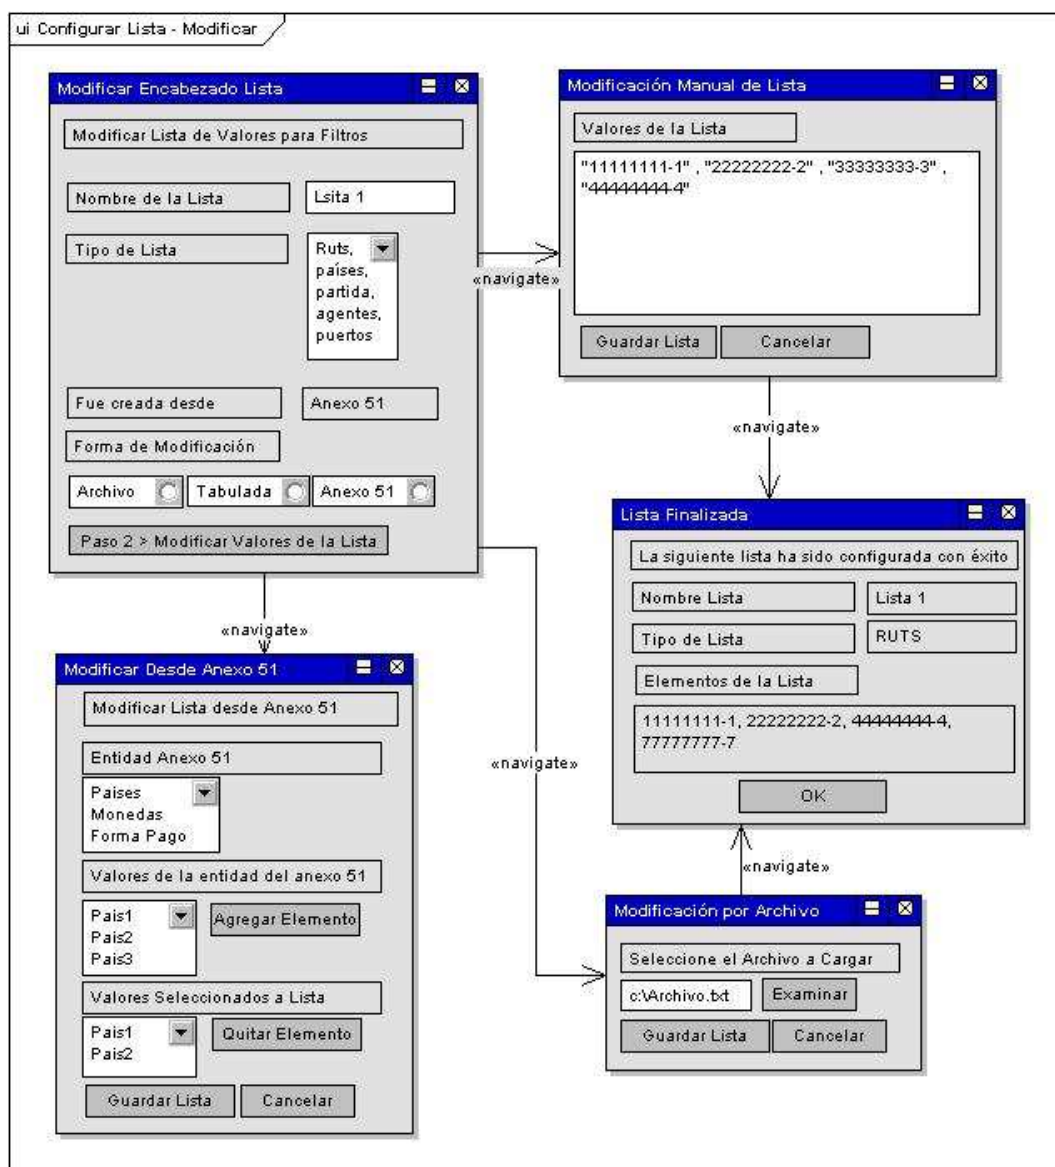 ui Configurar Lista - Modificar
Modificar Encabezado Lista
Modificar Lista de Valores para Filtros
Nombre de la Lista
Lsita 1
Tipo de Lista
Ruts,
países,
partida,
agentes,
puertos
Fue creada desde
Anexo 51
Forma de Modificación
Archivo
Tabulada
Anexo 51
Paso 2 > Modificar Valores de la Lista
«navigate»
Modificación Manual de Lista
Valores de la Lista
"11111111-1" , "22222222-2" , "33333333-3" ,
"44444444-4"
Guardar Lista
Cancelar
«navigate»
Lista Finalizada
La siguiente lista ha sido configurada con éxito
Nombre Lista
Lista 1
Tipo de Lista
RUTS
Elementos de la Lista
11111111-1, 22222222-2, 44444444-4,
77777777-7
OK
«navigate»
Modificar Desde Anexo 51
Modificar Lista desde Anexo 51
Entidad Anexo 51
Paises
Monedas
Forma Pago
Valores de la entidad del anexo 51
Pais1
Pais2
Pais3
Agregar Elemento
Valores Seleccionados a Lista
Pais1
Pais2
Quitar Elemento
Guardar Lista
Cancelar
«navigate»
«navigate»
Modificación por Archivo
Seleccione el Archivo a Cargar
c:\Archivo.txt
Examinar
Guardar Lista
Cancelar